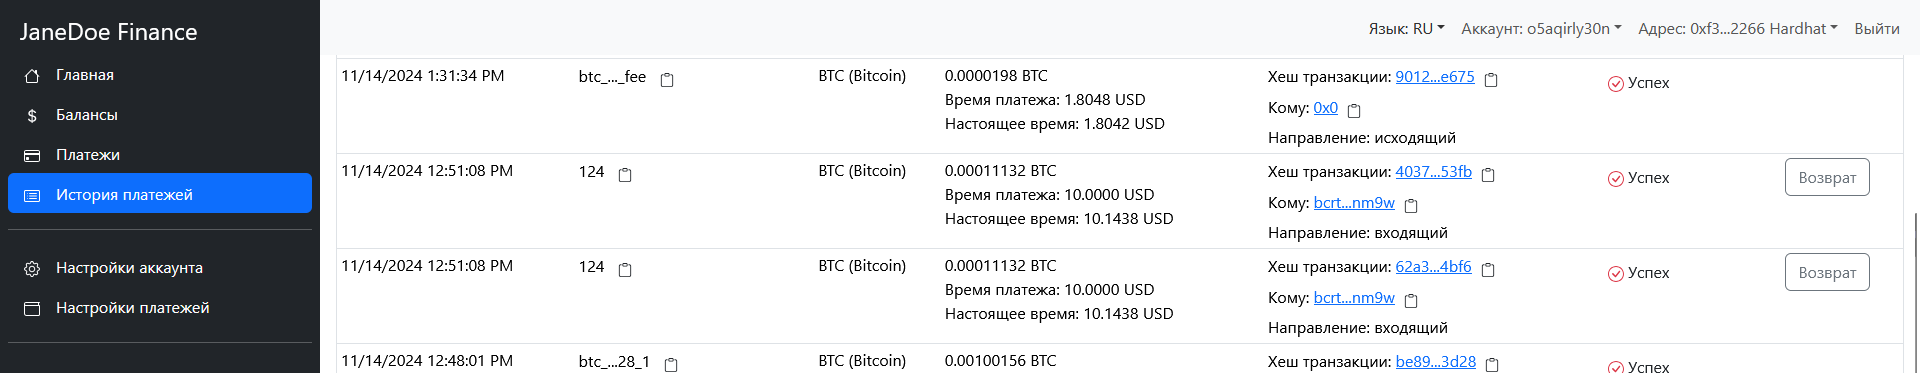 JaneDoe Finance
Главная
Балансы
Платежи
История платежей
Настройки аккаунта
Настройки платежей
Язык: RU Аккаунт: o5aqirly30n Адрес: 0xf3...2266 Hardhat Выйти
11/14/2024 1:31:34 PM btc_..._fee BTC (Bitcoin) 0.0000198 BTC Хеш транзакции: 9012...e675 Успех
Время платежа: 1.8048 USD Кому: 0x0
Настоящее время: 1.8042 USD Направление: исходящий
11/14/2024 12:51:08 PM 124 BTC (Bitcoin) 0.00011132 BTC Хеш транзакции: 4037...53fb Успех Возврат
Время платежа: 10.0000 USD Кому: bcrt...nm9w
Настоящее время: 10.1438 USD Направление: входящий
11/14/2024 12:51:08 PM 124 BTC (Bitcoin) 0.00011132 BTC Хеш транзакции: 62a3...4bf6 Успех Возврат
Время платежа: 10.0000 USD Кому: bcrt...nm9w
Настоящее время: 10.1438 USD Направление: входящий
11/14/2024 12:48:01 PM btc_...28_1 BTC (Bitcoin) 0.00100156 BTC Хеш транзакции: be89...3d28 Успех